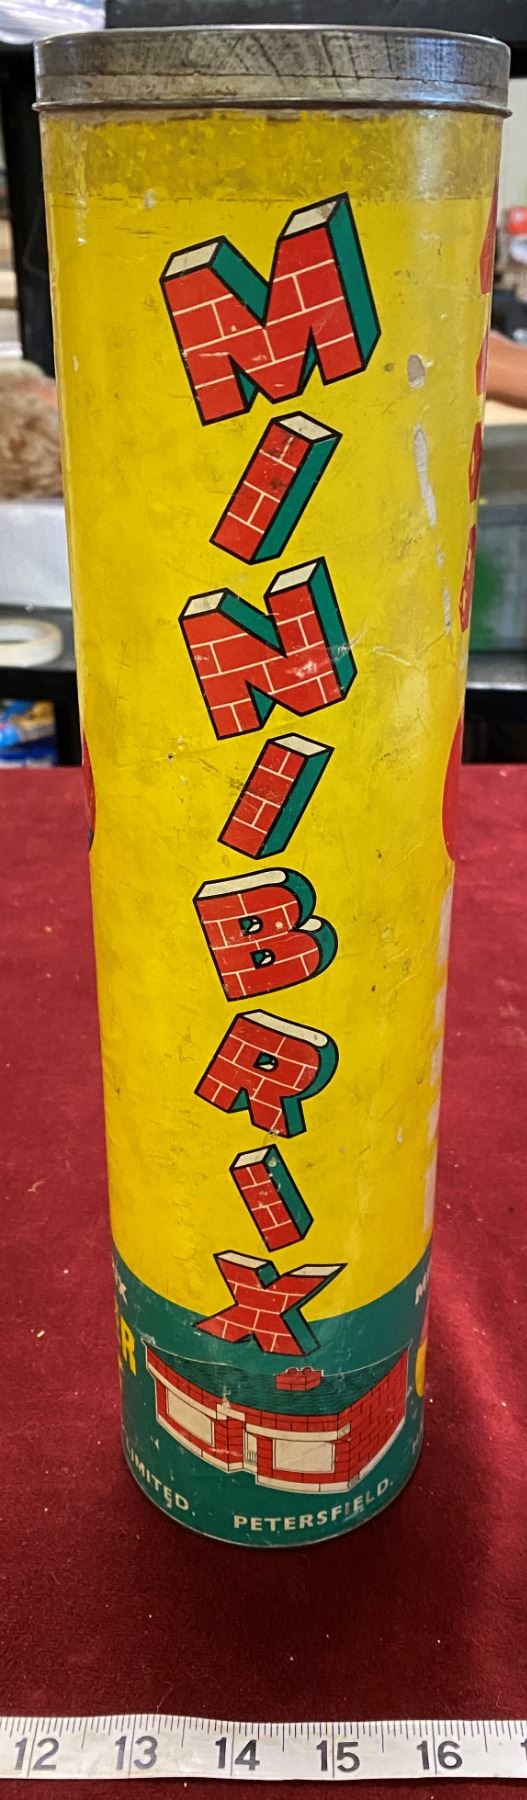 MINIBRIX
LIMITED.
PETERSFIELD.
12 13 14 15 16